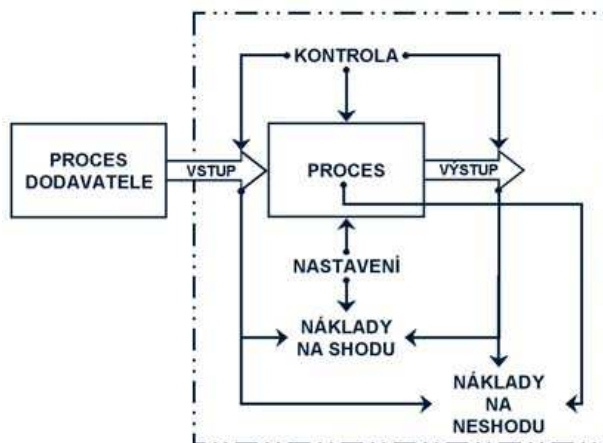 KONTROLA
PROCES
DODAVATELE
VSTUP
PROCES
VÝSTUP
NASTAVENÍ
NÁKLADY
NA SHODU
NÁKLADY
NA
NESHODU